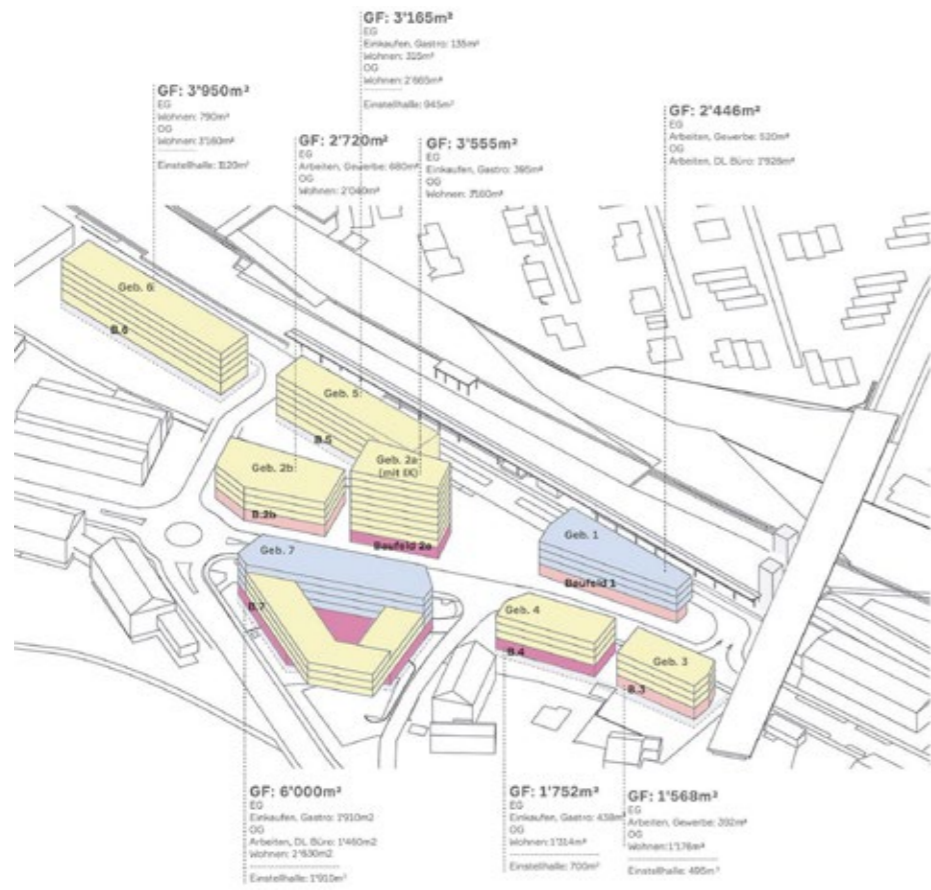 GF: 3'165m²
EG
Einkaufen, Gastro: 135m²
Wohnen: 315m²
OG
Wohnen: 2'665m²
Einstellhalle: 945m²
GF: 3'950m²
EG
Wohnen: 790m²
OG
Wohnen: 3'160m²
Einstellhalle: 1120m²
GF: 2'720m²
EG
Arbeiten, Gewerbe: 680m²
OG
Wohnen: 2'040m²
GF: 3'555m²
EG
Einkaufen, Gastro: 395m²
OG
Wohnen: 3'160m²
GF: 2'446m²
EG
Arbeiten, Gewerbe: 520m²
OG
Arbeiten, DL Büro: 1'926m²
Geb. 6
B.6
Geb. 5
B.5
Geb. 2a
(mit IX)
Geb. 2b
B.2b
Baufeld 2a
Geb. 1
Baufeld 1
Geb. 7
B.7
Geb. 4
B.4
Geb. 3
B.3
GF: 6'000m²
EG
Einkaufen, Gastro: 1'910m2
OG
Arbeiten, DL Büro: 1'460m2
Wohnen: 2'630m2
Einstellhalle: 1'910m²
GF: 1'752m²
EG
Einkaufen, Gastro: 438m²
OG
Wohnen: 1'314m²
Einstellhalle: 700m²
GF: 1'568m²
EG
Arbeiten, Gewerbe: 392m²
OG
Wohnen: 1'176m²
Einstellhalle: 495m²